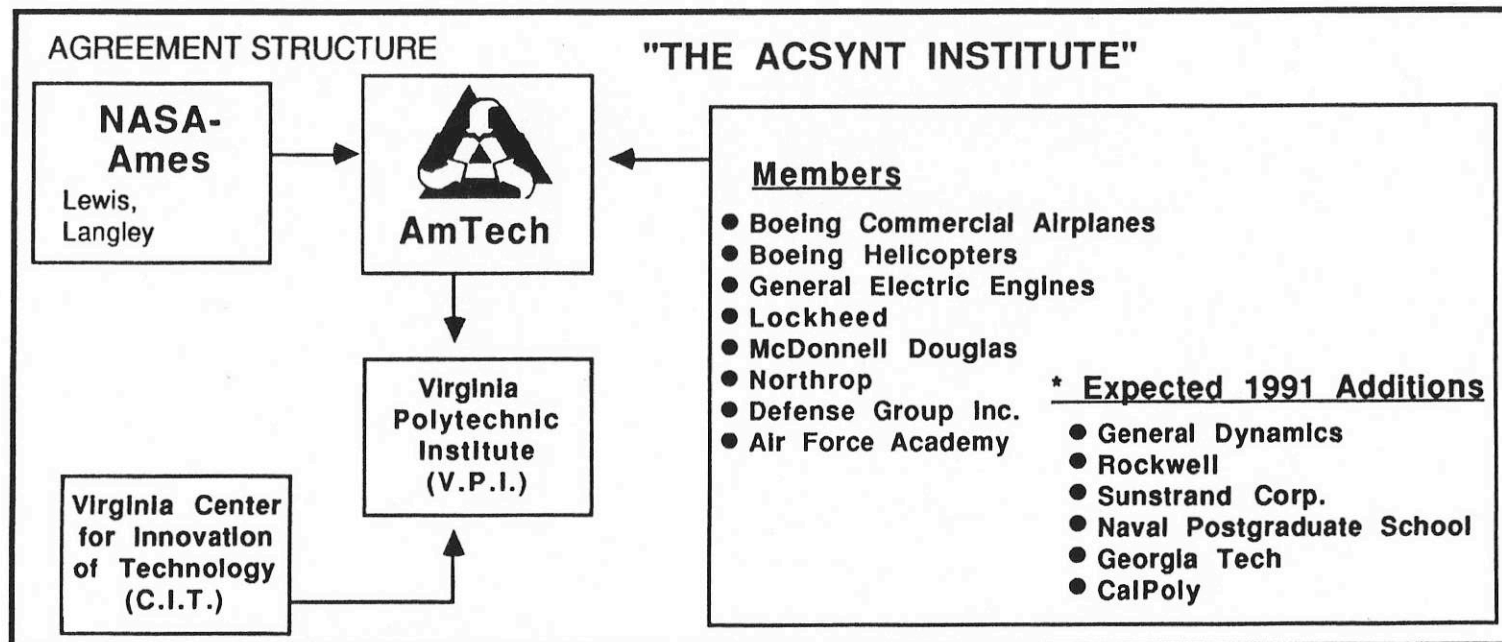 AGREEMENT STRUCTURE
"THE ACSYNT INSTITUTE"
NASA-
Ames
Lewis,
Langley
AmTech
Virginia
Polytechnic
Institute
(V.P.I.)
Virginia Center
for Innovation
of Technology
(C.I.T.)
Members
● Boeing Commercial Airplanes
● Boeing Helicopters
● General Electric Engines
● Lockheed
● McDonnell Douglas
● Northrop
● Defense Group Inc.
● Air Force Academy
* Expected 1991 Additions
● General Dynamics
● Rockwell
● Sunstrand Corp.
● Naval Postgraduate School
● Georgia Tech
● CalPoly